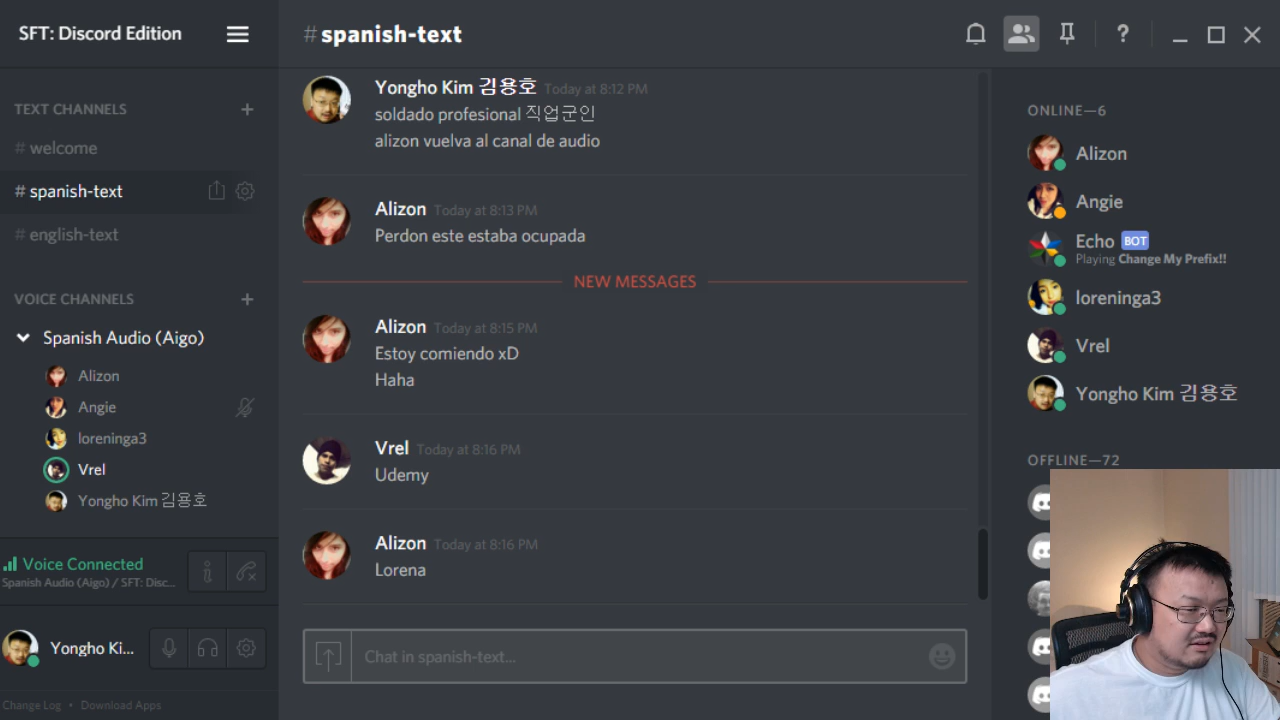 SFT: Discord Edition
TEXT CHANNELS
# welcome
# spanish-text
# english-text
VOICE CHANNELS
Spanish Audio (Aigo)
Alizon
Angie
loreninga3
Vrel
Yongho Kim 김용호
Voice Connected
Spanish Audio (Aigo) / SFT: Disc...
Yongho Ki...
Change Log • Download Apps
#spanish-text
Yongho Kim 김용호 Today at 8:12 PM
soldado profesional 직업군인
alizon vuelva al canal de audio
Alizon Today at 8:13 PM
Perdon este estaba ocupada
NEW MESSAGES
Alizon Today at 8:15 PM
Estoy comiendo xD
Haha
Vrel Today at 8:16 PM
Udemy
Alizon Today at 8:16 PM
Lorena
Chat in spanish-text...
ONLINE—6
Alizon
Angie
Echo BOT
Playing Change My Prefix!!
loreninga3
Vrel
Yongho Kim 김용호
OFFLINE—72